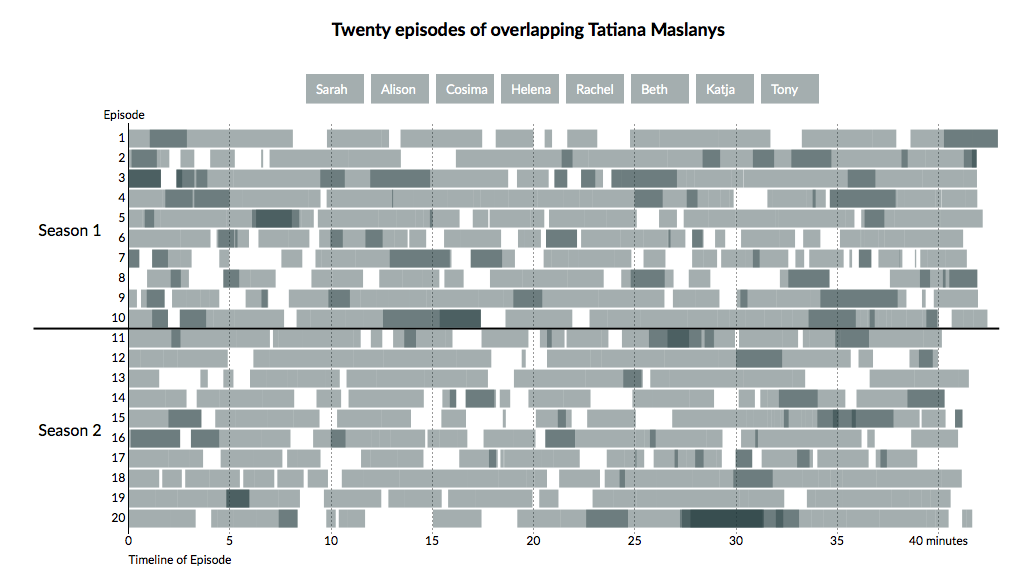 Twenty episodes of overlapping Tatiana Maslanys
Sarah Alison Cosima Helena Rachel Beth Katja Tony
Episode
1
2
3
4
5
Season 1
6
7
8
9
10
11
12
13
14
15
Season 2
16
17
18
19
20
0 5 10 15 20 25 30 35 40 minutes
Timeline of Episode